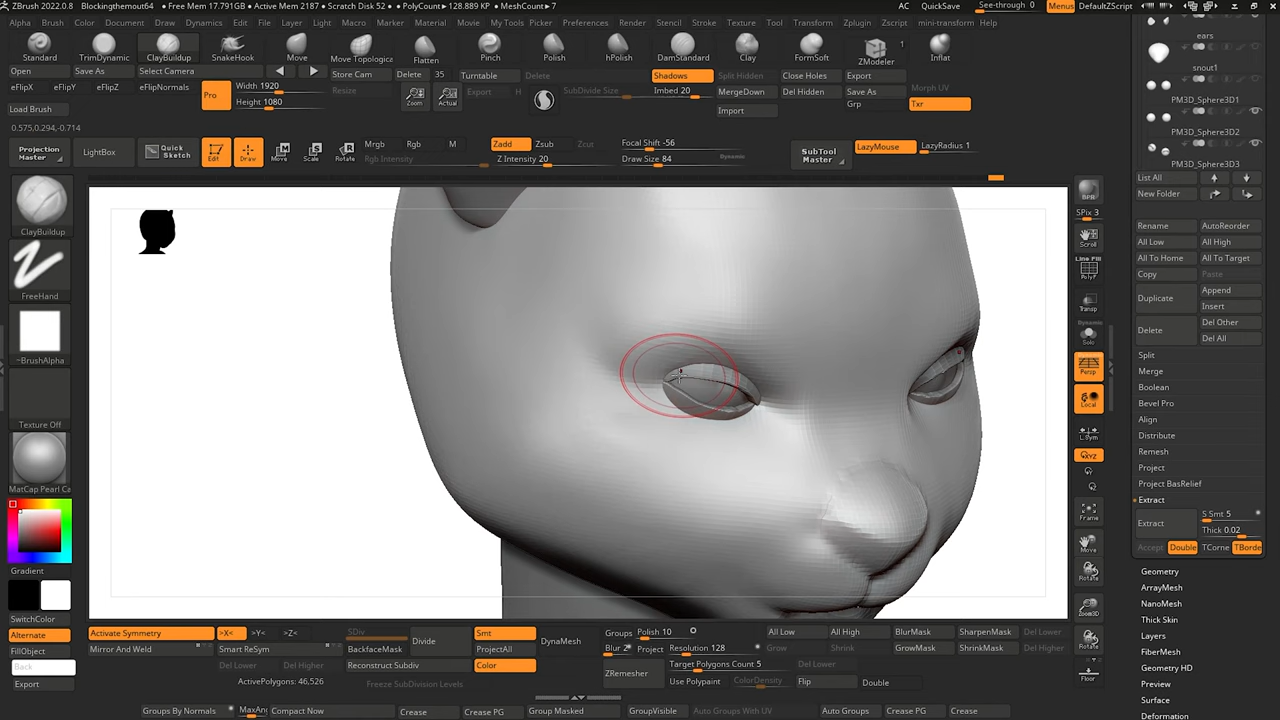 ZBrush 2022.0.8 Blockingthemout64 • Free Mem 17.791GB • Active Mem 2187 • Scratch Disk 52 • PolyCount• 128.889 KP • MeshCount• 7 AC QuickSave See-through 0 Menus DefaultZScript
Alpha Brush Color Document Draw Dynamics Edit File Layer Light Macro Marker Material Movie My Tools Picker Preferences Render Stencil Stroke Texture Tool Transform Zplugin Zscript mini-transform Help
Standard TrimDynamic ClayBuildup SnakeHook Move Move Topologica Flatten Pinch Polish hPolish DamStandard Clay FormSoft ZModeler 1 Inflat
Open Save As Select Camera Store Cam Delete 35 Turntable Delete Shadows Split Hidden Close Holes Export Morph UV
eFlipX eFlipY eFlipZ eFlipNormals Pro Width 1920 Resize Zoom Actual Export H SubDivide Size Imbed 20 MergeDown Del Hidden Save As
Height 1080 Import Grp Txr
Load Brush
0.575,0.294,-0.714
Projection Master LightBox Quick Sketch Edit Draw Move Scale Rotate Mrgb Rgb M Zadd Zsub Zcut Focal Shift -56 SubTool Master LazyMouse LazyRadius 1
Rgb Intensity Z Intensity 20 Draw Size 84 Dynamic
ClayBuildup
FreeHand
~BrushAlpha
Texture Off
MatCap Pearl Ca
Gradient
SwitchColor
Alternate
FillObject
Back
Export
BPR
SPix 3
Scroll
Line Fill
PolyF
Transp
Dynamic
Solo
Persp
Local
L.Sym
XYZ
Frame
Move
Rotate
Zoom3D
Rotate
Floor
ears
snout1
PM3D_Sphere3D1
PM3D_Sphere3D2
PM3D_Sphere3D3
List All
New Folder
Rename AutoReorder
All Low All High
All To Home All To Target
Copy Paste
Duplicate Append
Insert
Delete Del Other
Del All
Split
Merge
Boolean
Bevel Pro
Align
Distribute
Remesh
Project
Project BasRelief
Extract
Extract S Smt 5
Thick 0.02
Accept Double TCorne TBorde
Geometry
ArrayMesh
NanoMesh
Thick Skin
Layers
FiberMesh
Geometry HD
Preview
Surface
Deformation
Activate Symmetry >X< >Y< >Z< SDiv Divide Smt DynaMesh Groups Polish 10 All Low All High BlurMask SharpenMask Del Lower
Mirror And Weld Smart ReSym BackfaceMask ProjectAll Blur 2 Project Resolution 128 Grow Shrink GrowMask ShrinkMask Del Higher
Del Lower Del Higher Reconstruct Subdiv Color ZRemesher Target Polygons Count 5 Del Lower
ActivePolygons: 46,526 Freeze SubDivision Levels Use Polypaint ColorDensity Flip Double
Groups By Normals MaxAn Compact Now Crease Crease PG Group Masked GroupVisible Auto Groups With UV Auto Groups Crease PG Crease